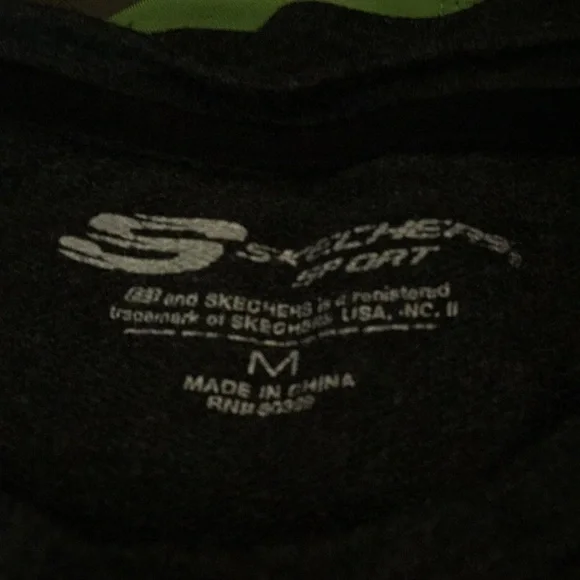 SKECHERS
SPORT
and SKECHERS is a registered
trademark of SKECHERS, USA, INC. II
M
MADE IN CHINA